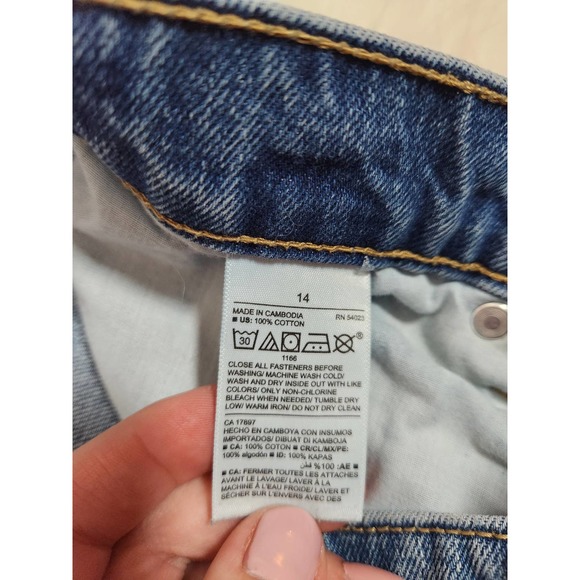 14
MADE IN CAMBODIA RN 54023
■ US: 100% COTTON
30
1166
CLOSE ALL FASTENERS BEFORE
WASHING/ MACHINE WASH COLD/
WASH AND DRY INSIDE OUT WITH LIKE
COLORS/ ONLY NON-CHLORINE
BLEACH WHEN NEEDED/ TUMBLE DRY
LOW/ WARM IRON/ DO NOT DRY CLEAN
CA 17897
HECHO EN CAMBOYA CON INSUMOS
IMPORTADOS/ DIBUAT DI KAMBOJA
■ CA: 100% COTON ■ CR/CL/MX/PE:
100% algodón ■ ID: 100% KAPAS
■ AE: 100% قطن
■ CA: FERMER TOUTES LES ATTACHES
AVANT LE LAVAGE/ LAVER À LA
MACHINE À L'EAU FROIDE/ LAVER ET
SÉCHER SUR L'ENVERS AVEC DES